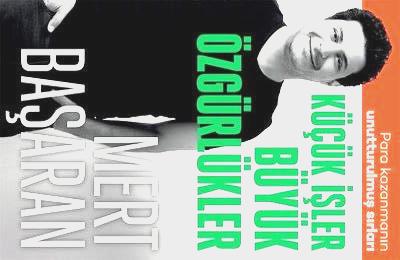 Para kazanmanın
unutturulmuş sırları
KÜÇÜK İŞLER
BÜYÜK
ÖZGÜRLÜKLER
MERT
BAŞARAN